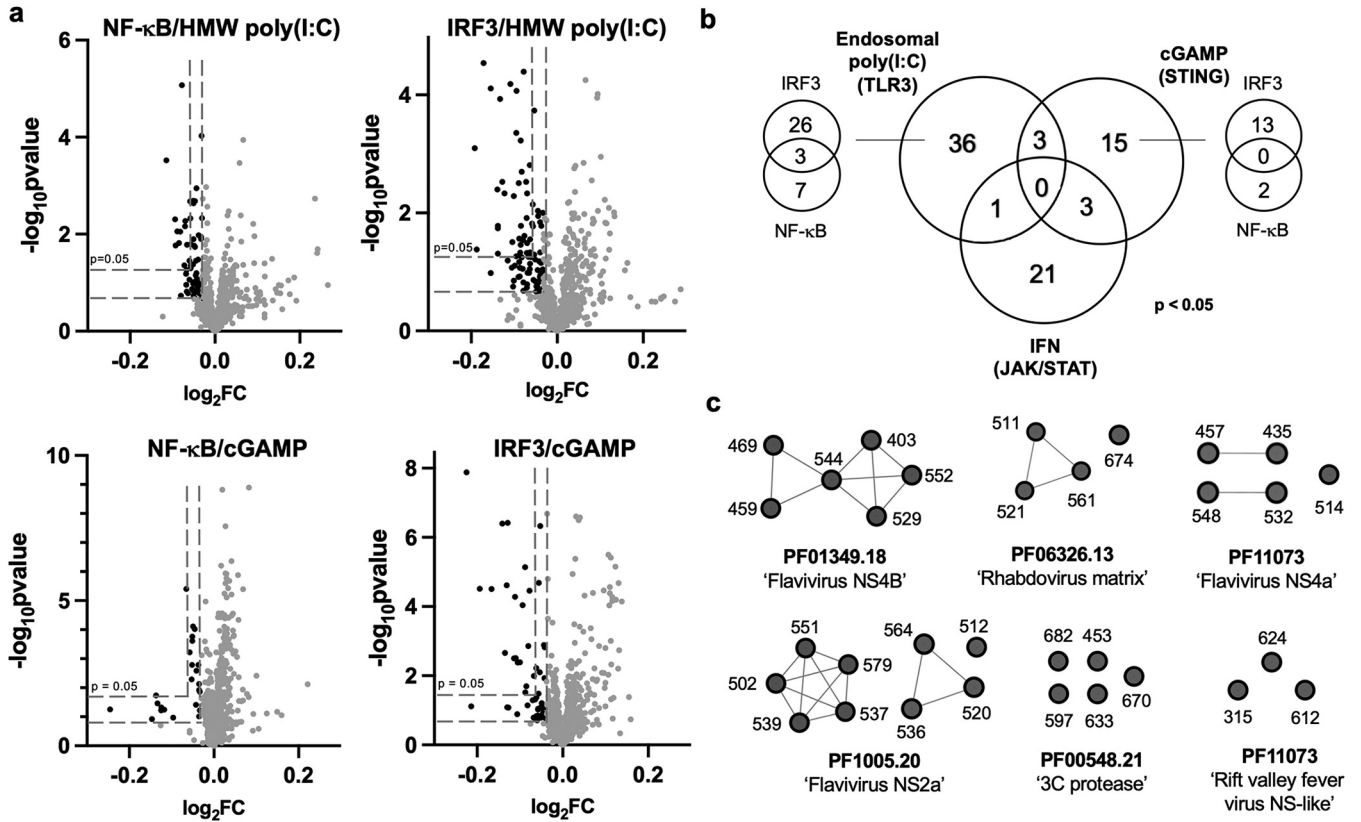 a
NF-κB/HMW poly(I:C)
6
4
2
0
-log10pvalue
p=0.05
-0.2
0.0
0.2
log2FC
IRF3/HMW poly(I:C)
4
2
0
-log10pvalue
p=0.05
-0.2
0.0
0.2
log2FC
NF-κB/cGAMP
10
5
0
-log10pvalue
p = 0.05
-0.2
0.0
0.2
log2FC
IRF3/cGAMP
8
6
4
2
0
-log10pvalue
p = 0.05
-0.2
0.0
0.2
log2FC
b
Endosomal
poly(I:C)
(TLR3)
cGAMP
(STING)
IRF3
26
3
7
NF-κB
36
3
15
0
1
3
21
IRF3
13
0
2
NF-κB
p < 0.05
IFN
(JAK/STAT)
c
469
544
403
459
552
529
PF01349.18
‘Flavivirus NS4B’
511
674
521
561
PF06326.13
‘Rhabdovirus matrix’
457
435
548
532
514
PF11073
‘Flavivirus NS4a’
551
579
502
539
537
564
512
536
520
PF1005.20
‘Flavivirus NS2a’
682
453
670
597
633
PF00548.21
‘3C protease’
624
315
612
PF11073
‘Rift valley fever
virus NS-like’